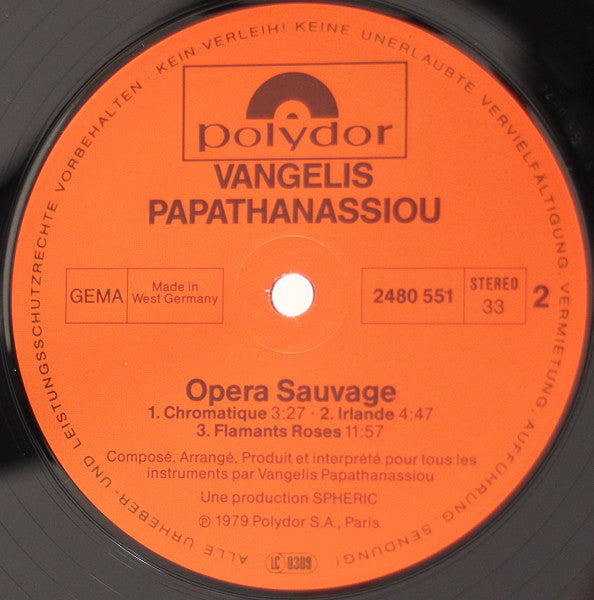 ALLE URHEBER- UND LEISTUNGSSCHUTZRECHTE VORBEHALTEN · KEIN VERLEIH! KEINE UNERLAUBTE VERVIELFÄLTIGUNG, VERMIETUNG, AUFFÜHRUNG, SENDUNG!
polydor
VANGELIS
PAPATHANASSIOU
GEMA
Made in
West Germany
2480 551
STEREO
33
2
Opera Sauvage
1. Chromatique 3:27 · 2. Irlande 4:47
3. Flamants Roses 11:57
Composé, Arrangé, Produit et interprété pour tous les
instruments par Vangelis Papathanassiou
Une production SPHERIC
℗ 1979 Polydor S.A., Paris
LC 0309